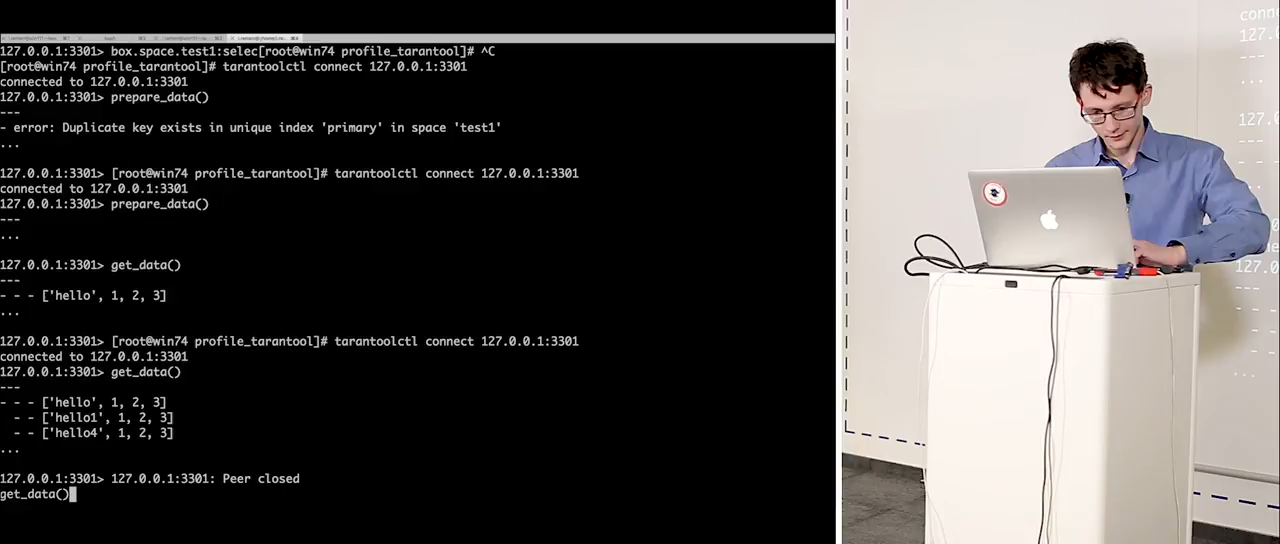 127.0.0.1:3301> box.space.test1:selec[root@win74 profile_tarantool]# ^C
[root@win74 profile_tarantool]# tarantoolctl connect 127.0.0.1:3301
connected to 127.0.0.1:3301
127.0.0.1:3301> prepare_data()
---
- error: Duplicate key exists in unique index 'primary' in space 'test1'
...
127.0.0.1:3301> [root@win74 profile_tarantool]# tarantoolctl connect 127.0.0.1:3301
connected to 127.0.0.1:3301
127.0.0.1:3301> prepare_data()
---
...
127.0.0.1:3301> get_data()
---
- - - ['hello', 1, 2, 3]
...
127.0.0.1:3301> [root@win74 profile_tarantool]# tarantoolctl connect 127.0.0.1:3301
connected to 127.0.0.1:3301
127.0.0.1:3301> get_data()
---
- - - ['hello', 1, 2, 3]
  - - ['hello1', 1, 2, 3]
  - - ['hello4', 1, 2, 3]
...
127.0.0.1:3301> 127.0.0.1:3301: Peer closed
get_data()
conne
127.0
---
...
127.0
---
127.0
---
...